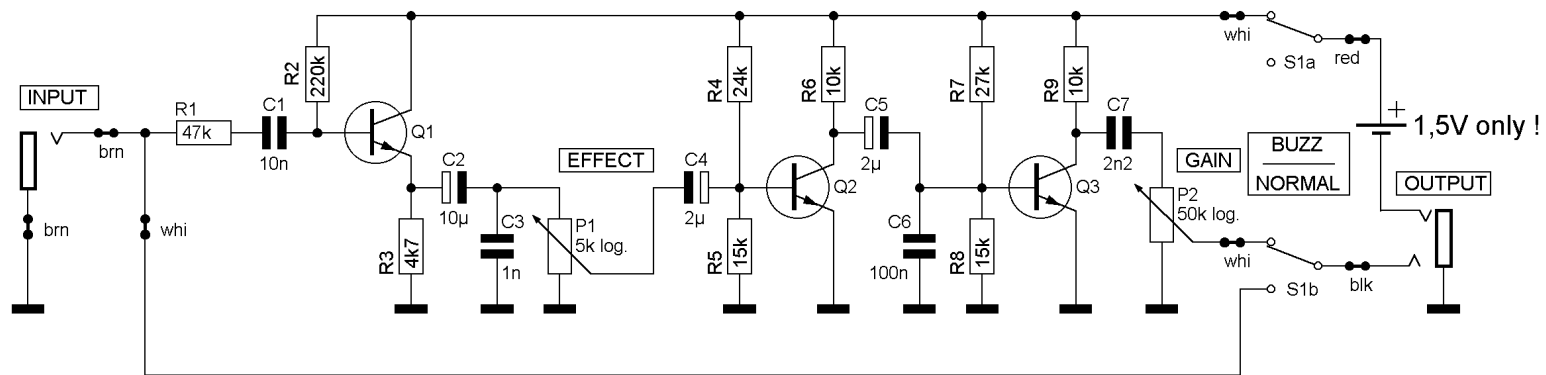 INPUT
brn
brn
whi
R1
47k
C1
10n
R2
220k
Q1
C2
10µ
R3
4k7
C3
1n
EFFECT
P1
5k log.
C4
2µ
R4
24k
R5
15k
R6
10k
Q2
C5
2µ
C6
100n
R7
27k
R8
15k
R9
10k
Q3
C7
2n2
GAIN
P2
50k log.
whi
S1a
red
+
1,5V only !
BUZZ
NORMAL
whi
S1b
blk
OUTPUT